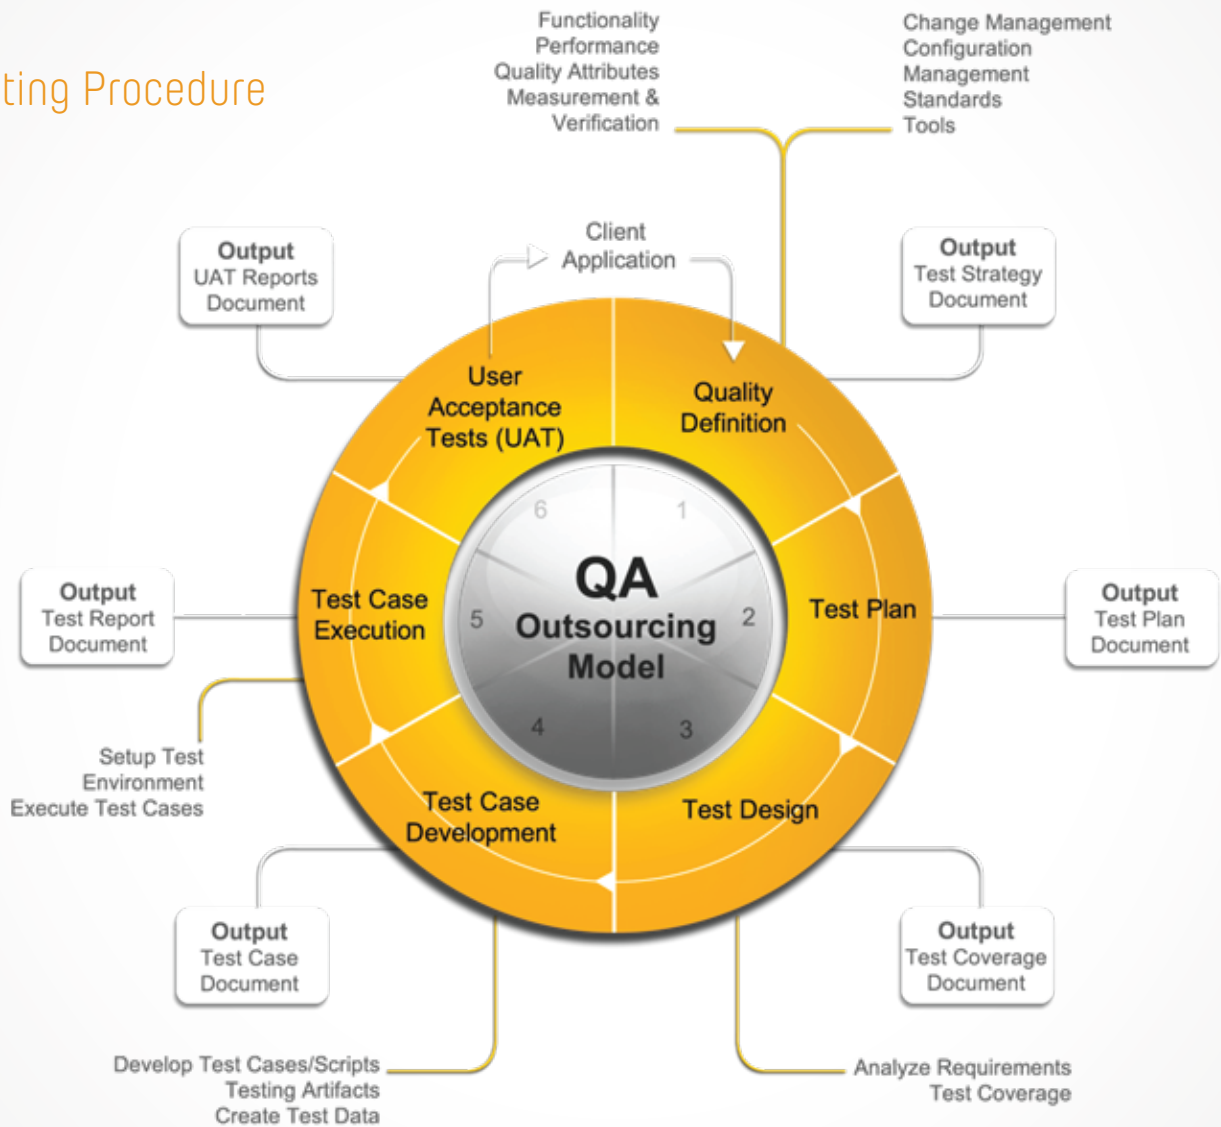 ting Procedure
Functionality
Performance
Quality Attributes
Measurement &
Verification
Change Management
Configuration
Management
Standards
Tools
Client
Application
Output
UAT Reports
Document
Output
Test Strategy
Document
User
Acceptance
Tests (UAT)
Quality
Definition
6
1
QA
Outsourcing
Model
5
2
4
3
Test Case
Execution
Test Plan
Output
Test Report
Document
Output
Test Plan
Document
Setup Test
Environment
Execute Test Cases
Test Case
Development
Test Design
Output
Test Case
Document
Output
Test Coverage
Document
Develop Test Cases/Scripts
Testing Artifacts
Create Test Data
Analyze Requirements
Test Coverage